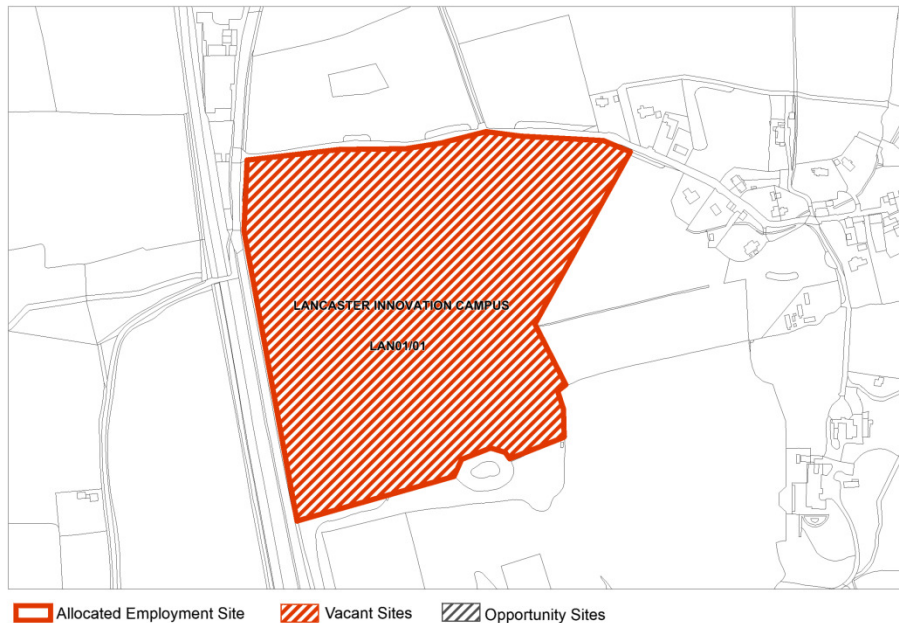 LANCASTER INNOVATION CAMPUS
LAN01/01
Allocated Employment Site Vacant Sites Opportunity Sites